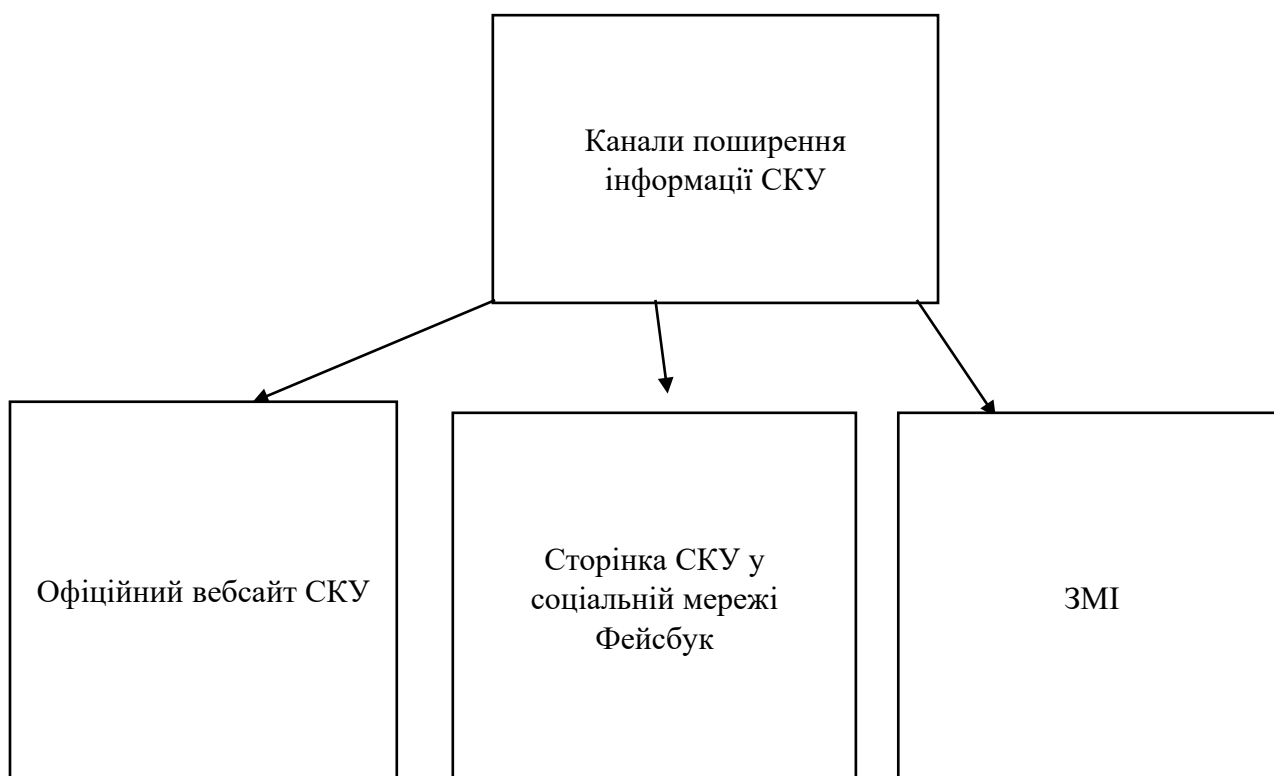 Канали поширення
інформації СКУ
Офіційний вебсайт СКУ
Сторінка СКУ у
соціальній мережі
Фейсбук
ЗМІ